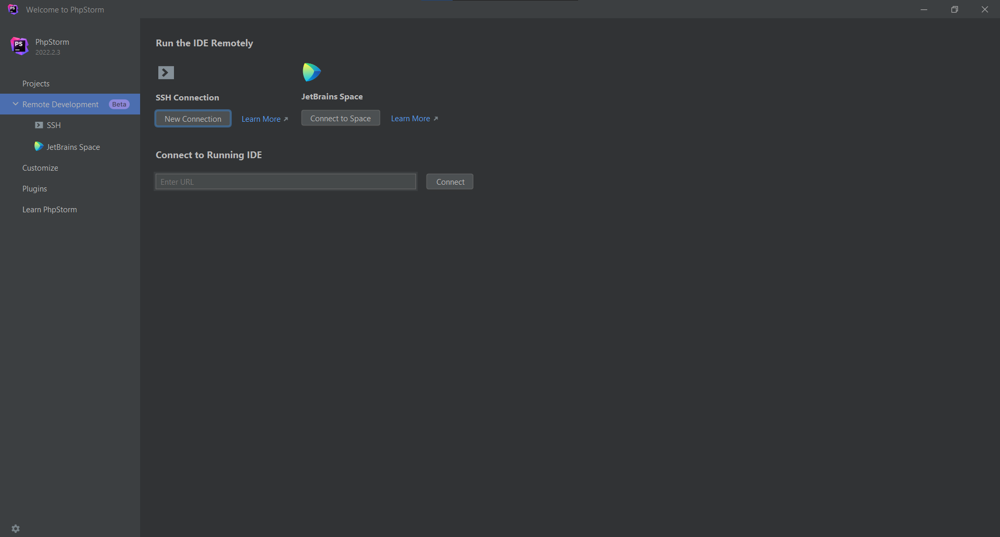 PS Welcome to PhpStorm
PS PhpStorm
2022.2.3
Projects
Remote Development Beta
SSH
JetBrains Space
Customize
Plugins
Learn PhpStorm
Run the IDE Remotely
SSH Connection
New Connection Learn More
JetBrains Space
Connect to Space Learn More
Connect to Running IDE
Enter URL Connect